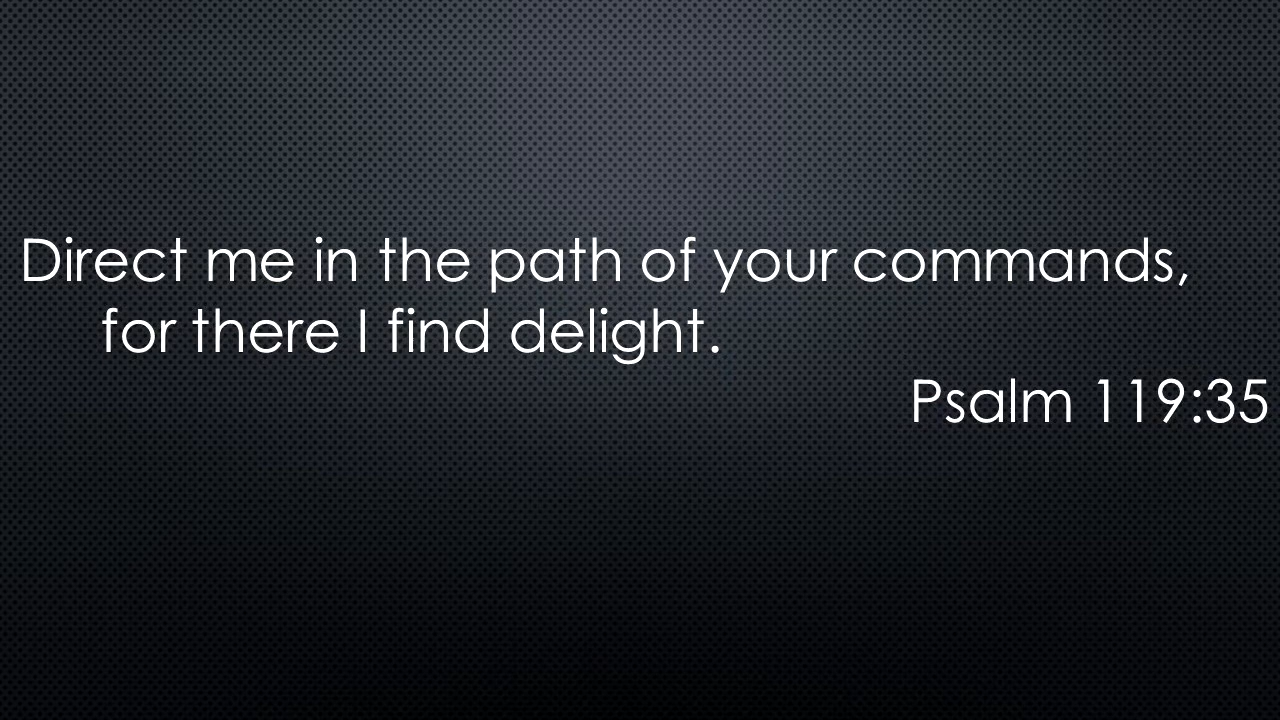 Direct me in the path of your commands,
for there I find delight.
Psalm 119:35